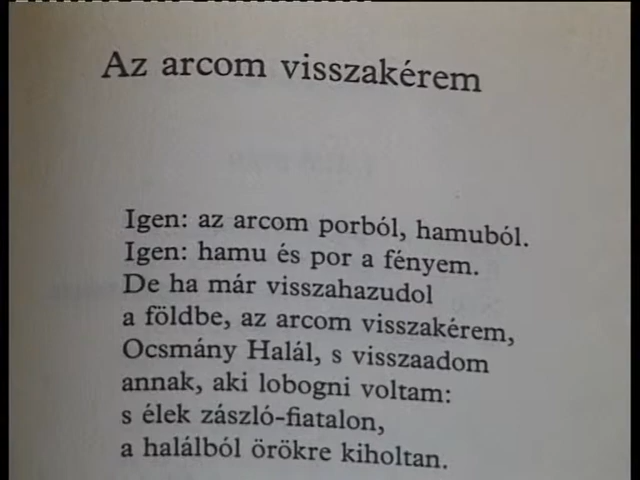 Az arcom visszakérem
Igen: az arcom porból, hamuból.
Igen: hamu és por a fényem.
De ha már visszahazudol
a földbe, az arcom visszakérem,
Ocsmány Halál, s visszaadom
annak, aki lobogni voltam:
s élek zászló-fiatalon,
a halálból örökre kiholtan.